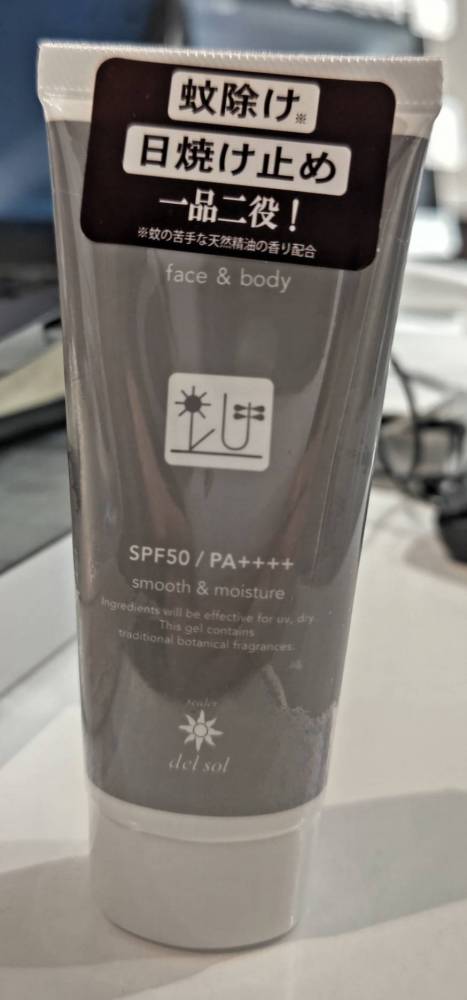 蚊除け※
日焼け止め
一品二役！
※蚊の苦手な天然精油の香り配合
face & body
SPF50 / PA++++
smooth & moisture
Ingredients will be effective for uv, dry.
This gel contains
traditional botanical fragrances.
del sol